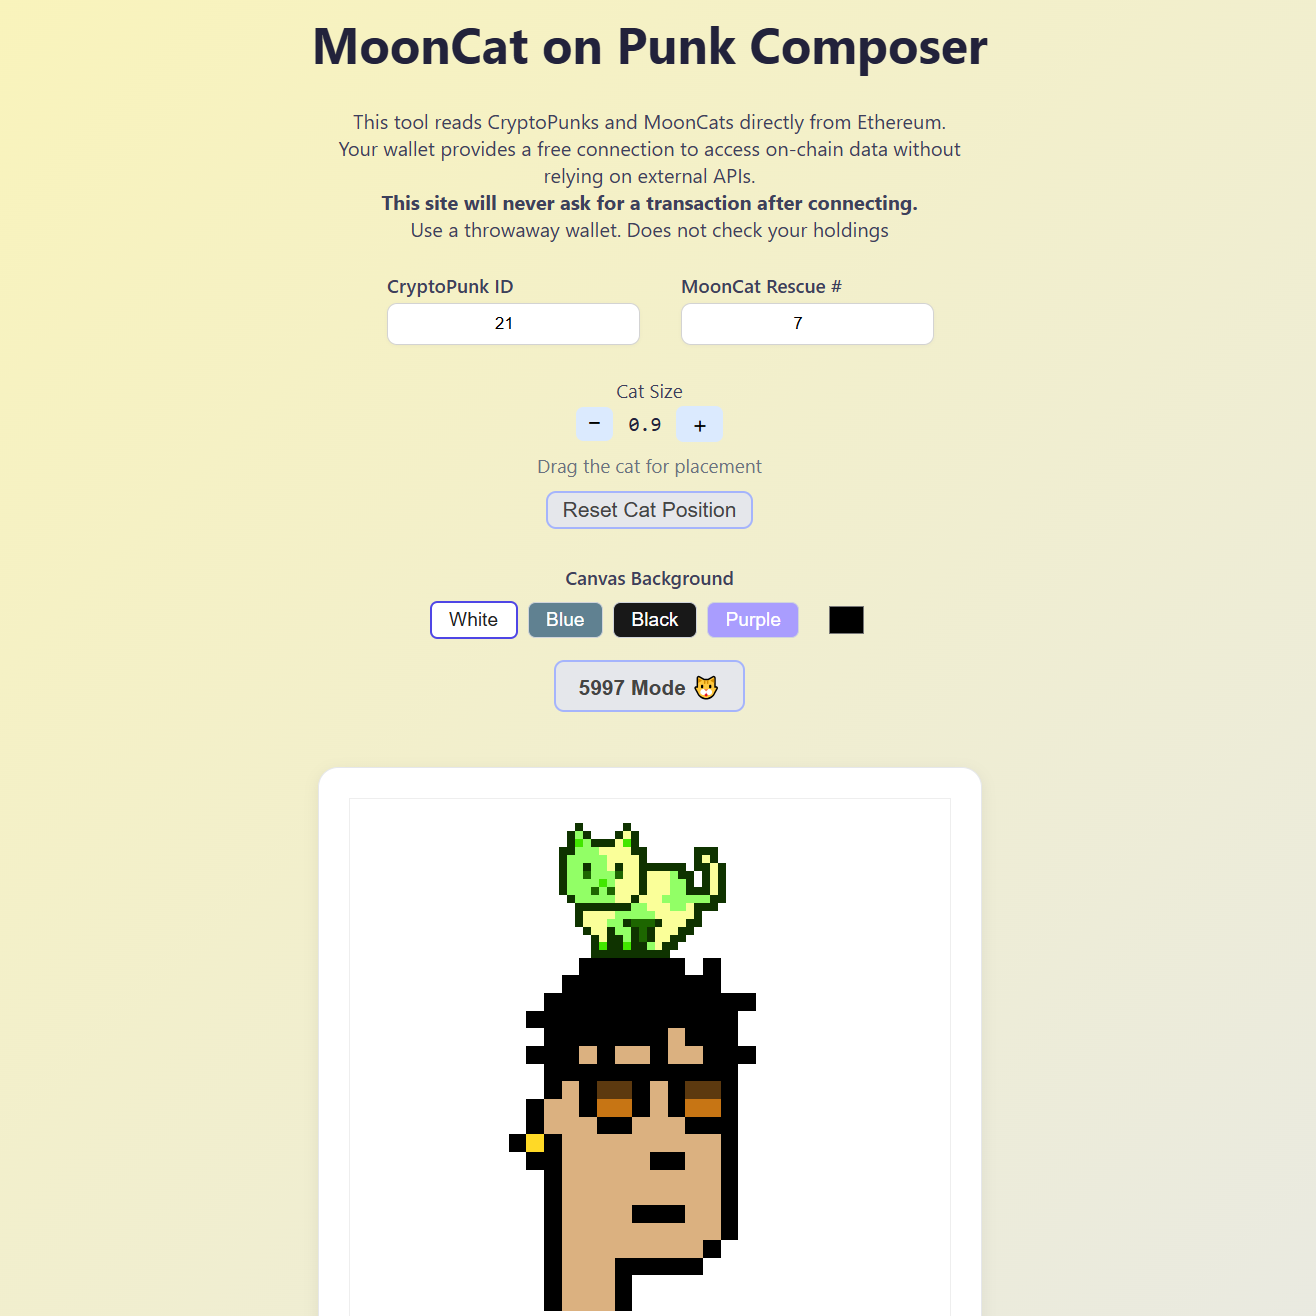 MoonCat on Punk Composer
This tool reads CryptoPunks and MoonCats directly from Ethereum.
Your wallet provides a free connection to access on-chain data without
relying on external APIs.
This site will never ask for a transaction after connecting.
Use a throwaway wallet. Does not check your holdings
CryptoPunk ID
21
MoonCat Rescue #
7
Cat Size
− 0.9 +
Drag the cat for placement
Reset Cat Position
Canvas Background
White Blue Black Purple
5997 Mode 🐱